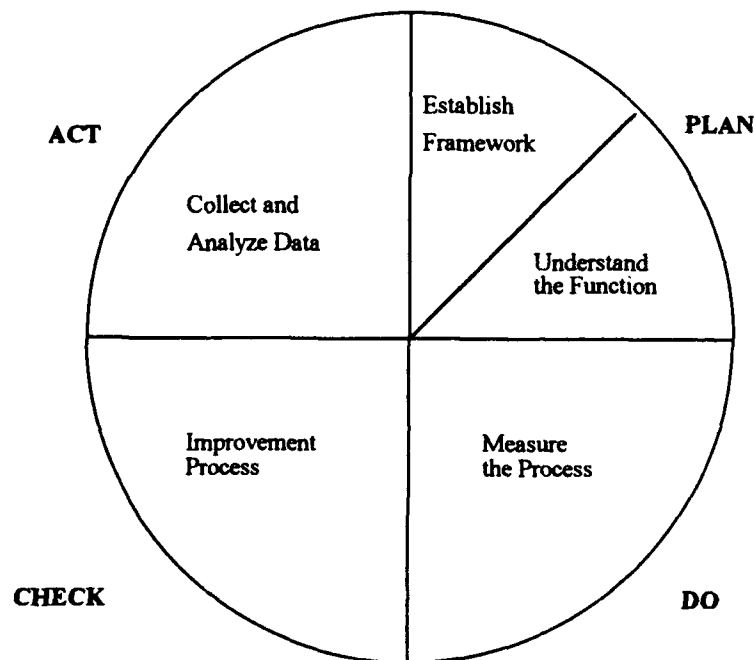 ACT
Establish
Framework
PLAN
Collect and
Analyze Data
Understand
the Function
Improvement
Process
Measure
the Process
CHECK
DO